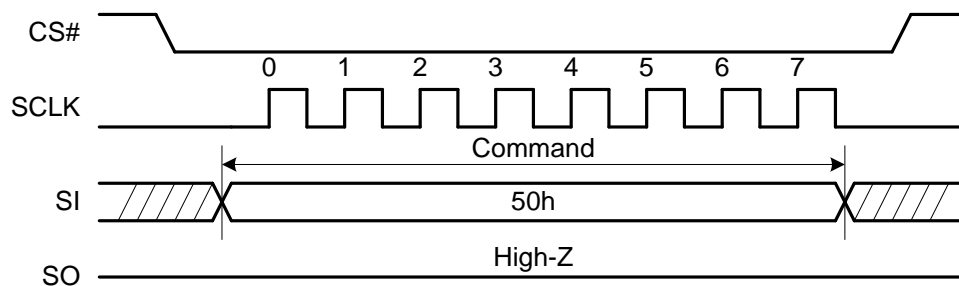 CS#
0 1 2 3 4 5 6 7
SCLK
Command
SI
50h
High-Z
SO